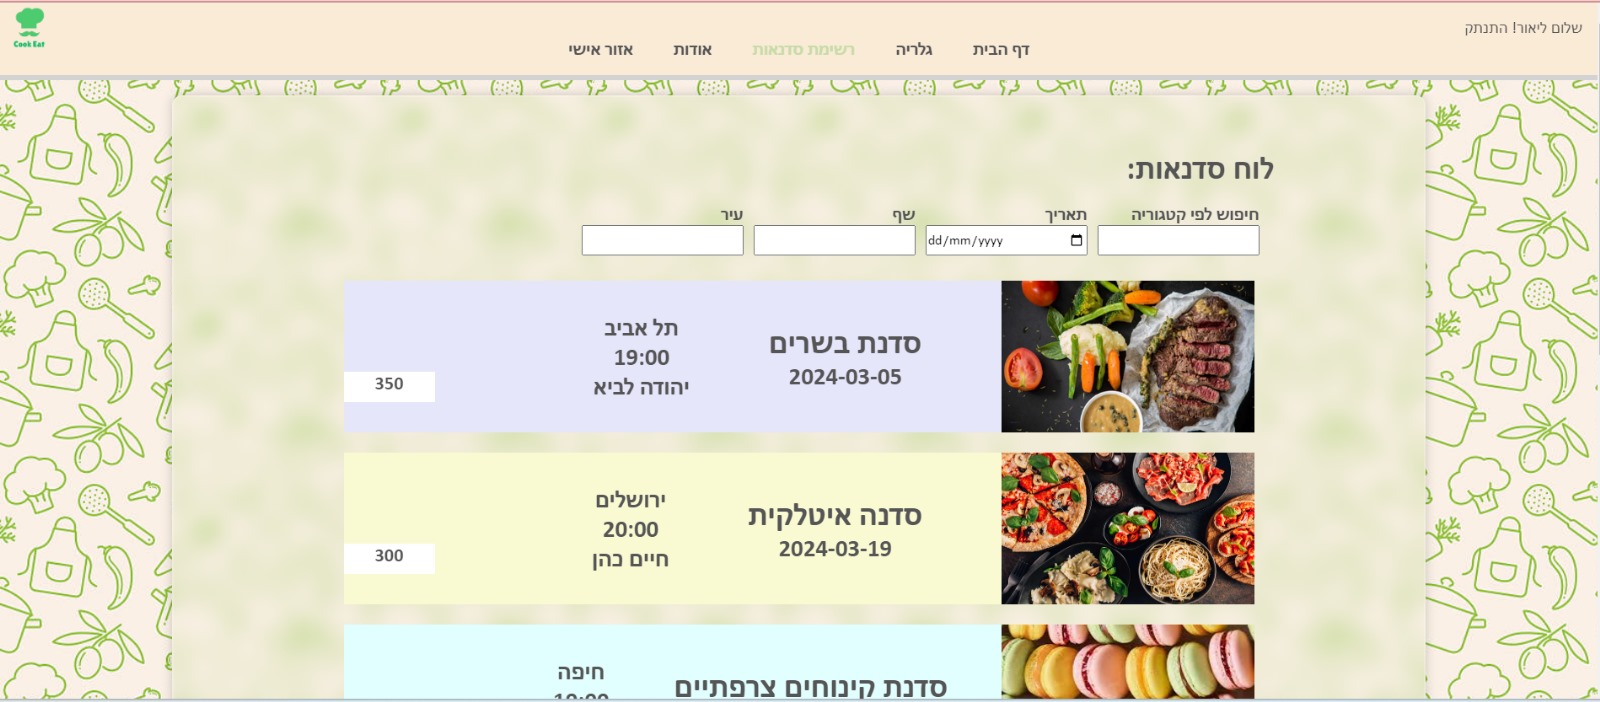 שלום ליאור! התנתק
Cook Eat
דף הבית גלריה רשימת סדנאות אודות אזור אישי
לוח סדנאות:
חיפוש לפי קטגוריה תאריך שף עיר
dd/mm/yyyy
סדנת בשרים
2024-03-05
תל אביב
19:00
יהודה לביא
350
סדנה איטלקית
2024-03-19
ירושלים
20:00
חיים כהן
300
סדנת קינוחים צרפתיים
חיפה